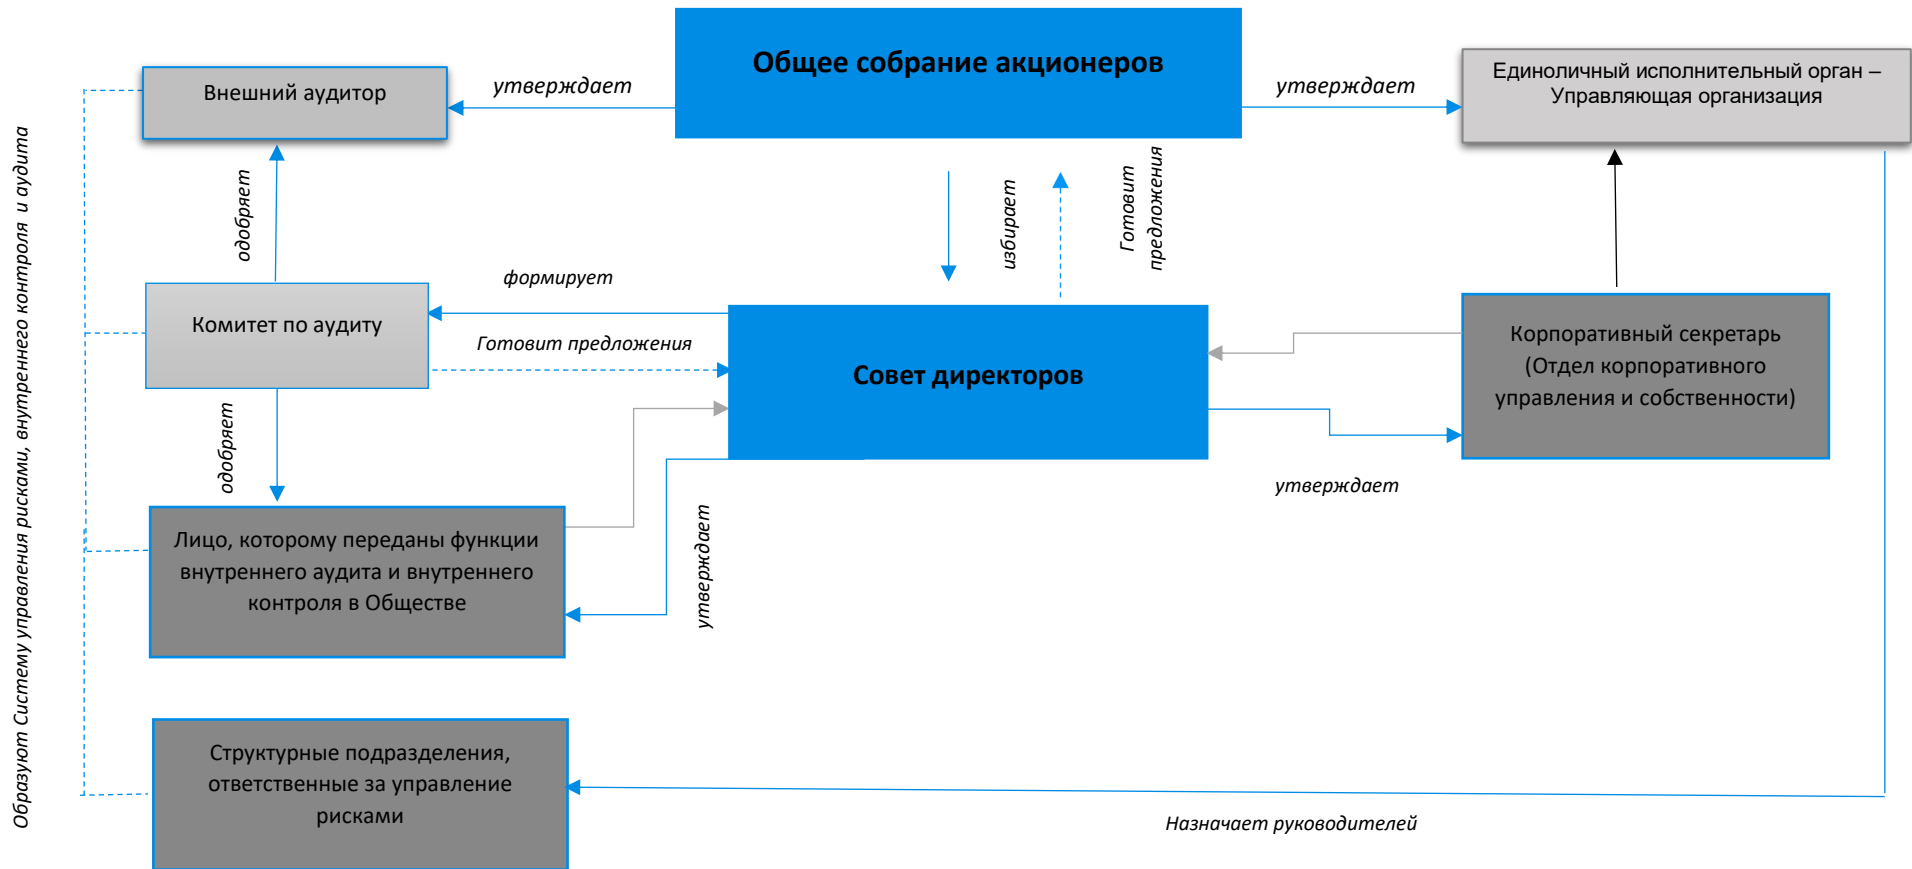 Общее собрание акционеров
Внешний аудитор
утверждает
утверждает
Единоличный исполнительный орган –
Управляющая организация
одобряет
избирает
Готовит
предложения
формирует
Комитет по аудиту
Готовит предложения
Совет директоров
Корпоративный секретарь
(Отдел корпоративного
управления и собственности)
одобряет
утверждает
утверждает
Лицо, которому переданы функции
внутреннего аудита и внутреннего
контроля в Обществе
Структурные подразделения,
ответственные за управление
рисками
Назначает руководителей
Образуют Систему управления рисками, внутреннего контроля и аудита